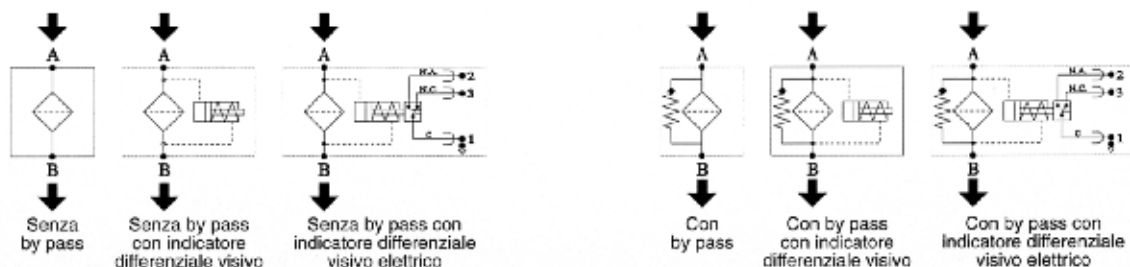 A
A
A
A
A
A
N.A.
2
N.C.
3
C
1
N.A.
2
N.C.
3
C
1
B
B
B
B
B
B
Senza
by pass
Senza by pass
con indicatore
differenziale visivo
Senza by pass con
indicatore differenziale
visivo elettrico
Con
by pass
Con by pass
con indicatore
differenziale visivo
Con by pass con
indicatore differenziale
visivo elettrico